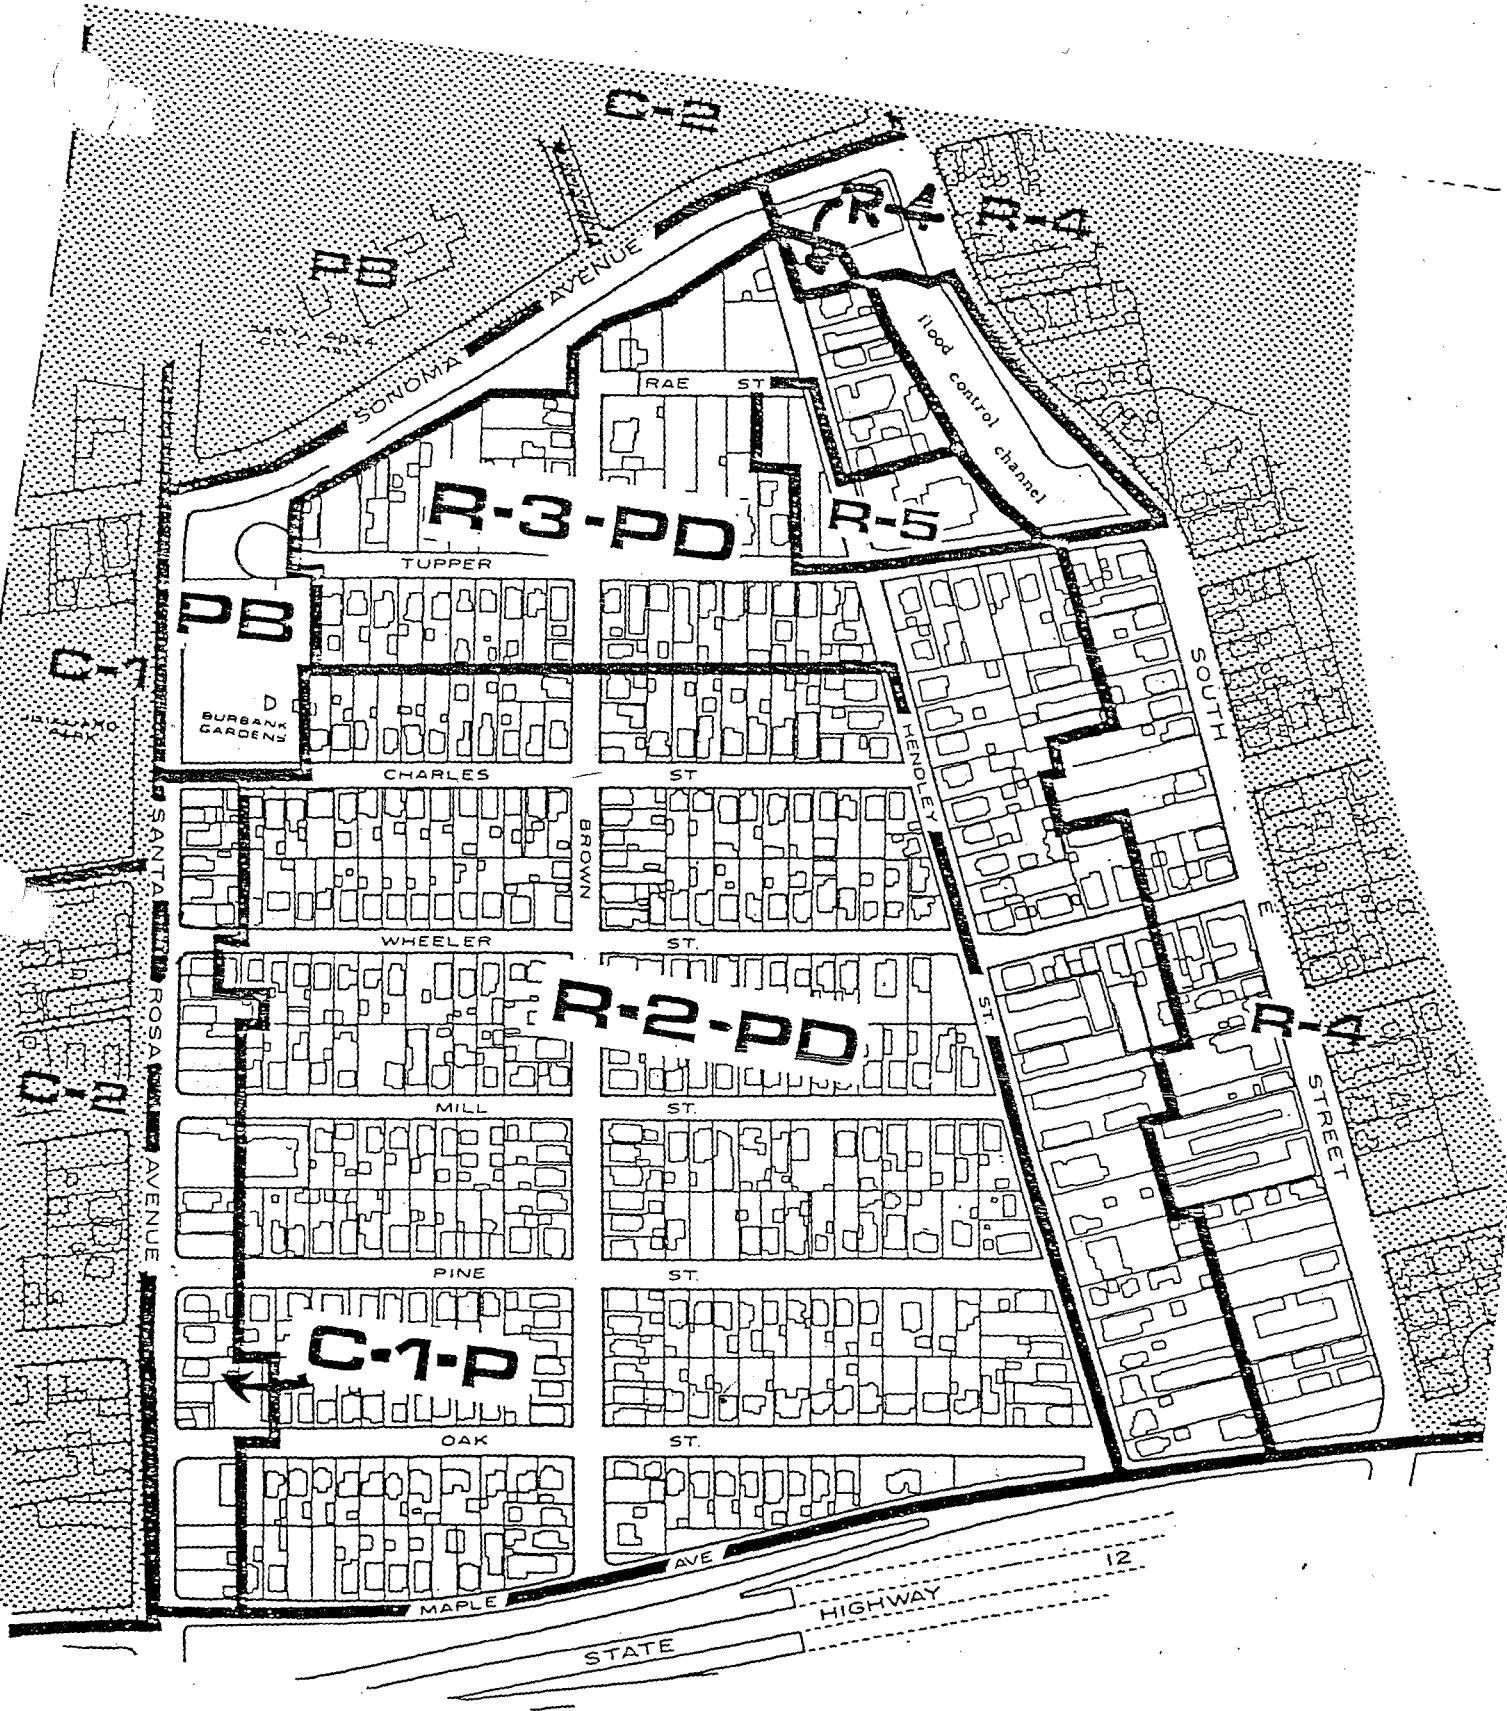 C-2
R-4
R-4
PB
SONOMA AVENUE
flood control channel
RAE ST
R-3-PD
R-5
TUPPER
PB
C-1
BURBANK
GARDENS
SOUTH E STREET
CHARLES ST
HENDLEY ST.
BROWN
SANTA ROSA AVENUE
WHEELER ST.
R-2-PD
R-4
C-2
MILL ST.
PINE ST.
C-1-P
OAK ST.
MAPLE AVE
STATE HIGHWAY 12